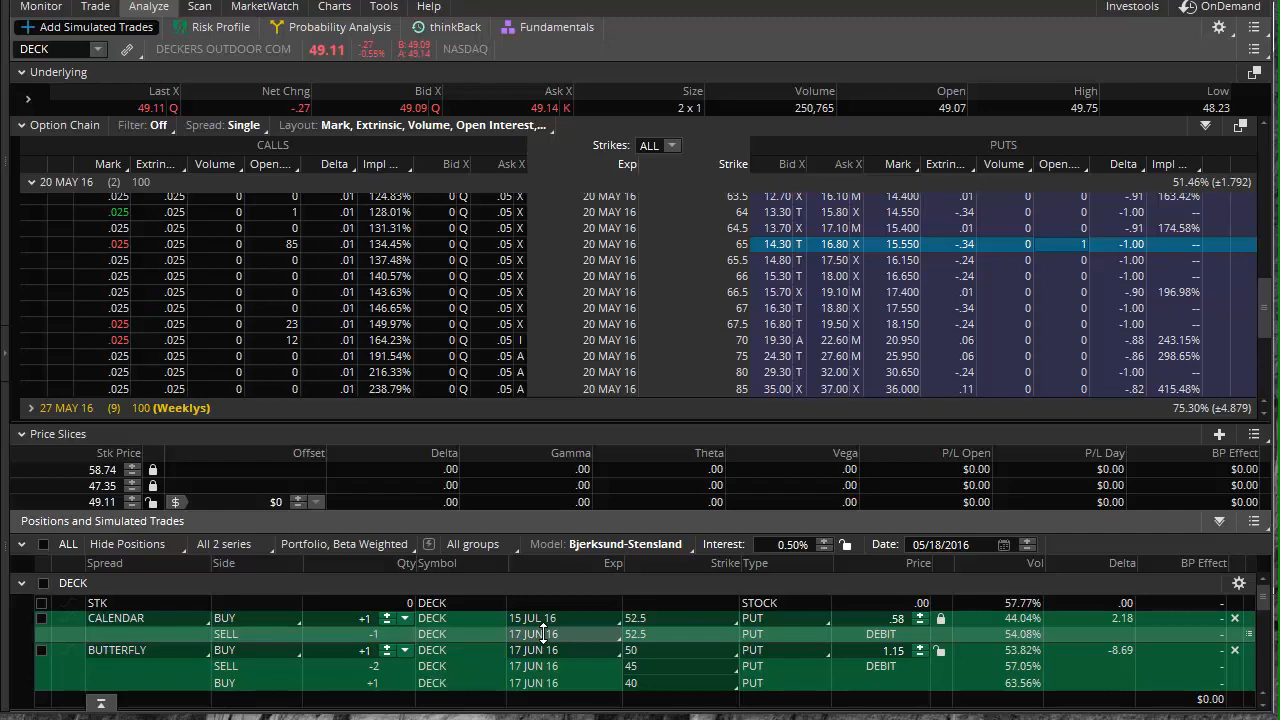 Monitor Trade Analyze Scan MarketWatch Charts Tools Help Investools OnDemand
Add Simulated Trades Risk Profile Probability Analysis thinkBack Fundamentals
DECK DECKERS OUTDOOR COM 49.11 -.27 -0.55% B: 49.09 A: 49.14 NASDAQ
Underlying
Last X Net Chng Bid X Ask X Size Volume Open High Low
49.11 Q -.27 49.09 Q 49.14 K 2 x 1 250,765 49.07 49.75 48.23
Option Chain Filter: Off Spread: Single Layout: Mark, Extrinsic, Volume, Open Interest,...
CALLS Strikes: ALL PUTS
Mark Extrin... Volume Open... Delta Impl ... Bid X Ask X Exp Strike Bid X Ask X Mark Extrin... Volume Open... Delta Impl ...
20 MAY 16 (2) 100 51.46% (±1.792)
.025 .025 0 0 .01 124.83% 0 Q .05 X 20 MAY 16 63.5 12.70 X 16.10 M 14.400 .01 0 0 -.91 163.42%
.025 .025 0 1 .01 128.01% 0 Q .05 X 20 MAY 16 64 13.30 T 15.80 X 14.550 -.34 0 0 -1.00 --
.025 .025 0 0 .01 131.31% 0 Q .05 X 20 MAY 16 64.5 13.70 X 17.10 M 15.400 .01 0 0 -.91 174.58%
.025 .025 0 85 .01 134.45% 0 Q .05 X 20 MAY 16 65 14.30 T 16.80 X 15.550 -.34 0 1 -1.00 --
.025 .025 0 0 .01 137.48% 0 Q .05 X 20 MAY 16 65.5 14.80 T 17.50 X 16.150 -.24 0 0 -1.00 --
.025 .025 0 0 .01 140.57% 0 Q .05 X 20 MAY 16 66 15.30 T 18.00 X 16.650 -.24 0 0 -1.00 --
.025 .025 0 0 .01 143.63% 0 Q .05 X 20 MAY 16 66.5 15.70 X 19.10 M 17.400 .01 0 0 -.90 196.98%
.025 .025 0 0 .01 146.65% 0 Q .05 X 20 MAY 16 67 16.30 T 18.80 X 17.550 -.34 0 0 -1.00 --
.025 .025 0 23 .01 149.97% 0 Q .05 X 20 MAY 16 67.5 16.80 T 19.50 X 18.150 -.24 0 0 -1.00 --
.025 .025 0 12 .01 164.23% 0 Q .05 I 20 MAY 16 70 19.30 A 22.60 M 20.950 .06 0 0 -.88 243.15%
.025 .025 0 0 .01 191.54% 0 Q .05 A 20 MAY 16 75 24.30 T 27.60 M 25.950 .06 0 0 -.86 298.65%
.025 .025 0 0 .01 216.33% 0 Q .05 A 20 MAY 16 80 29.30 T 32.00 X 30.650 -.24 0 0 -1.00 --
.025 .025 0 0 .01 238.79% 0 Q .05 A 20 MAY 16 85 35.00 X 37.00 X 36.000 .11 0 0 -.82 415.48%
27 MAY 16 (9) 100 (Weeklys) 75.30% (±4.879)
Price Slices
Stk Price Offset Delta Gamma Theta Vega P/L Open P/L Day BP Effect
58.74 .00 .00 .00 .00 $0.00 $0.00 $0.00
47.35 .00 .00 .00 .00 $0.00 $0.00 $0.00
49.11 $ $0 .00 .00 .00 .00 $0.00 $0.00 $0.00
Positions and Simulated Trades
ALL Hide Positions All 2 series Portfolio, Beta Weighted All groups Model: Bjerksund-Stensland Interest: 0.50% Date: 05/18/2016
Spread Side Qty Symbol Exp Strike Type Price Vol Delta BP Effect
DECK
STK 0 DECK STOCK .00 57.77% .00 -
CALENDAR BUY +1 DECK 15 JUL 16 52.5 PUT .58 44.04% 2.18 -
SELL -1 DECK 17 JUN 16 52.5 PUT DEBIT 54.08% -
BUTTERFLY BUY +1 DECK 17 JUN 16 50 PUT 1.15 53.82% -8.69 -
SELL -2 DECK 17 JUN 16 45 PUT DEBIT 57.05% -
BUY +1 DECK 17 JUN 16 40 PUT 63.56% -
$0.00